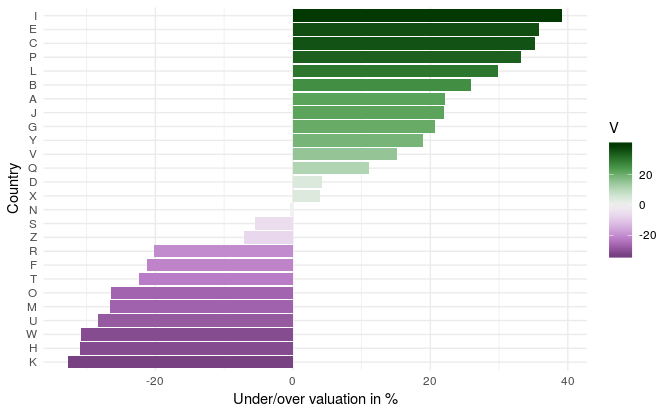 I
E
C
P
L
B
A
J
G
Y
V
Q
D
X
N
S
Z
R
F
T
O
M
U
W
H
K
Country
-20
0
20
40
Under/over valuation in %
V
20
0
-20